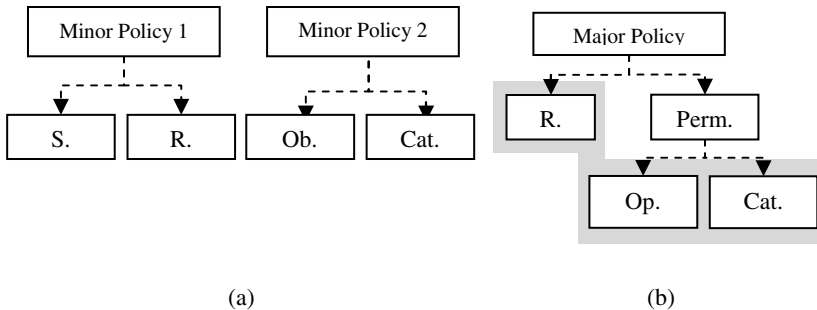 Minor Policy 1
Minor Policy 2
Major Policy
S.
R.
Ob.
Cat.
R.
Perm.
Op.
Cat.
(a)
(b)